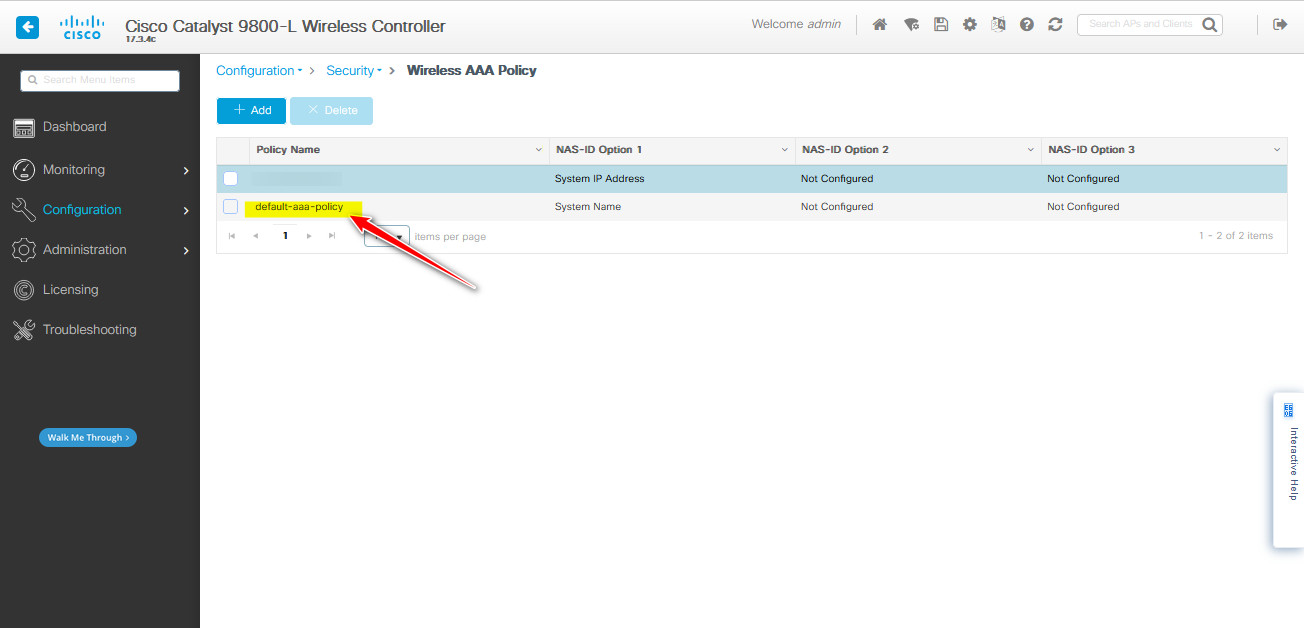 Cisco Catalyst 9800-L Wireless Controller
17.3.4c
CISCO
Welcome admin
Search APs and Clients
Search Menu Items
Dashboard
Monitoring
Configuration
Administration
Licensing
Troubleshooting
Walk Me Through >
Configuration > Security > Wireless AAA Policy
+ Add × Delete
Policy Name NAS-ID Option 1 NAS-ID Option 2 NAS-ID Option 3
System IP Address Not Configured Not Configured
default-aaa-policy System Name Not Configured Not Configured
1 items per page 1 - 2 of 2 items
Interactive Help